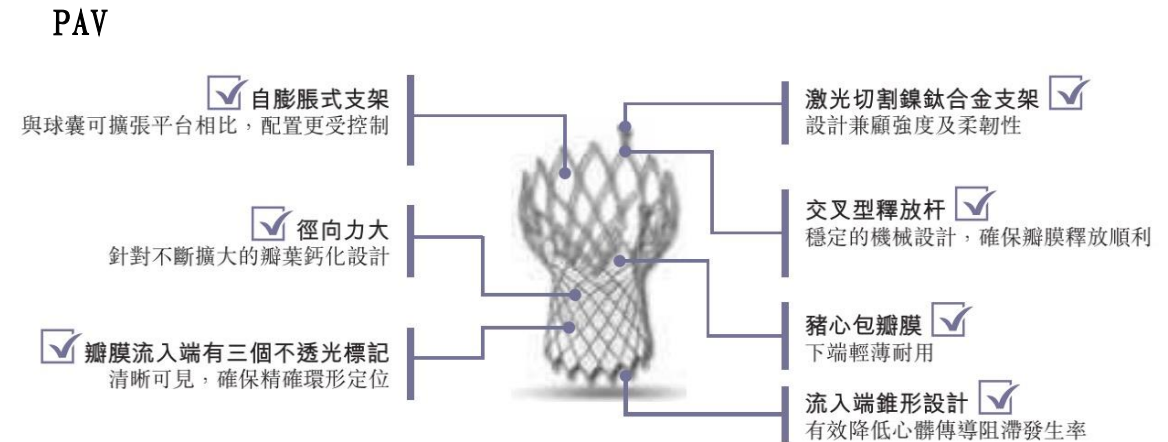 PAV
自膨脹式支架
與球囊可擴張平台相比，配置更受控制
徑向力大
針對不斷擴大的瓣葉鈣化設計
瓣膜流入端有三個不透光標記
清晰可見，確保精確環形定位
激光切割鎳鈦合金支架
設計兼顧強度及柔韌性
交叉型釋放杆
穩定的機械設計，確保瓣膜釋放順利
豬心包瓣膜
下端輕薄耐用
流入端錐形設計
有效降低心髒傳導阻滯發生率